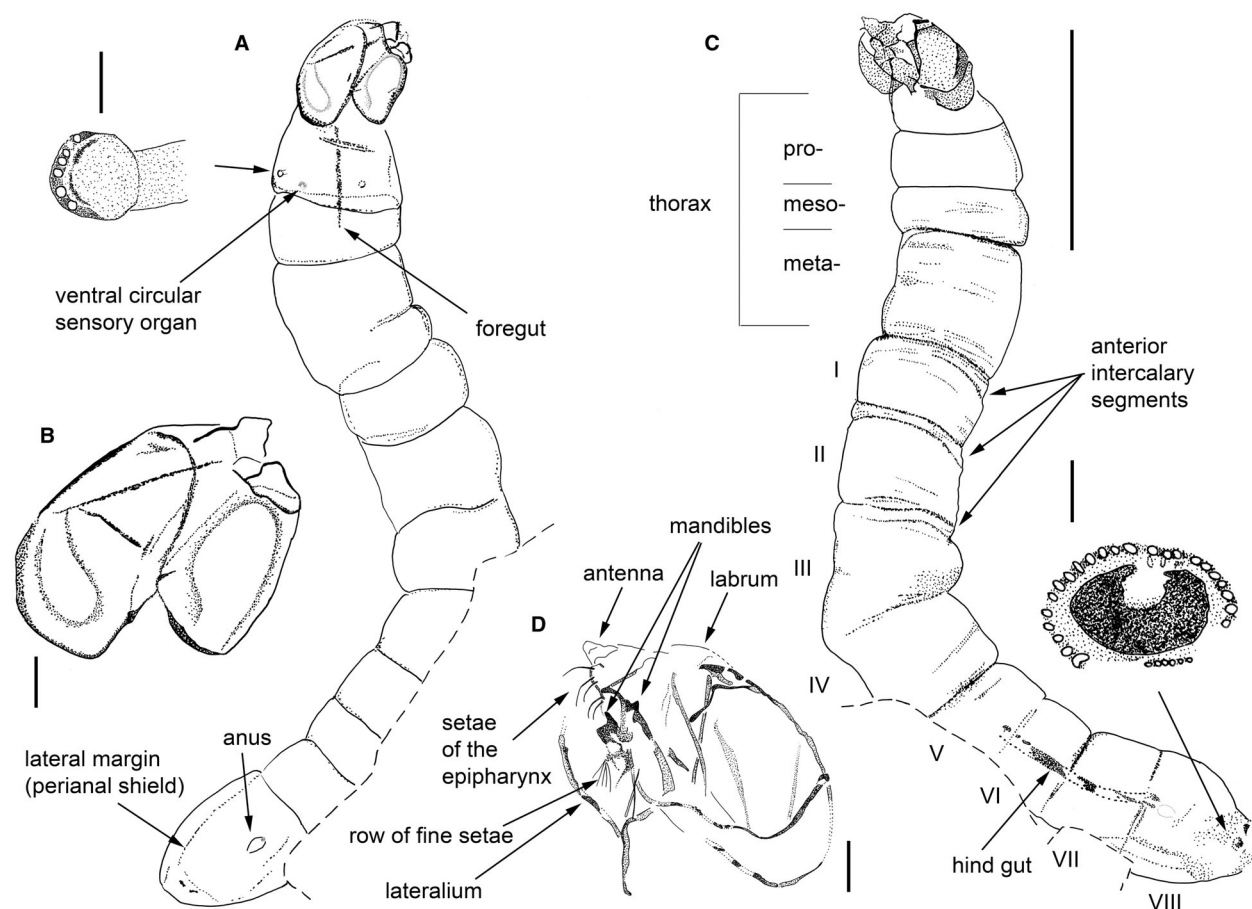 A
C
pro-
thorax
meso-
meta-
ventral circular
sensory organ
foregut
I
anterior
intercalary
segments
B
II
mandibles
antenna
labrum
III
D
IV
setae
of the
epipharynx
anus
lateral margin
(perianal shield)
V
VI
row of fine setae
hind gut
VII
lateralium
VIII